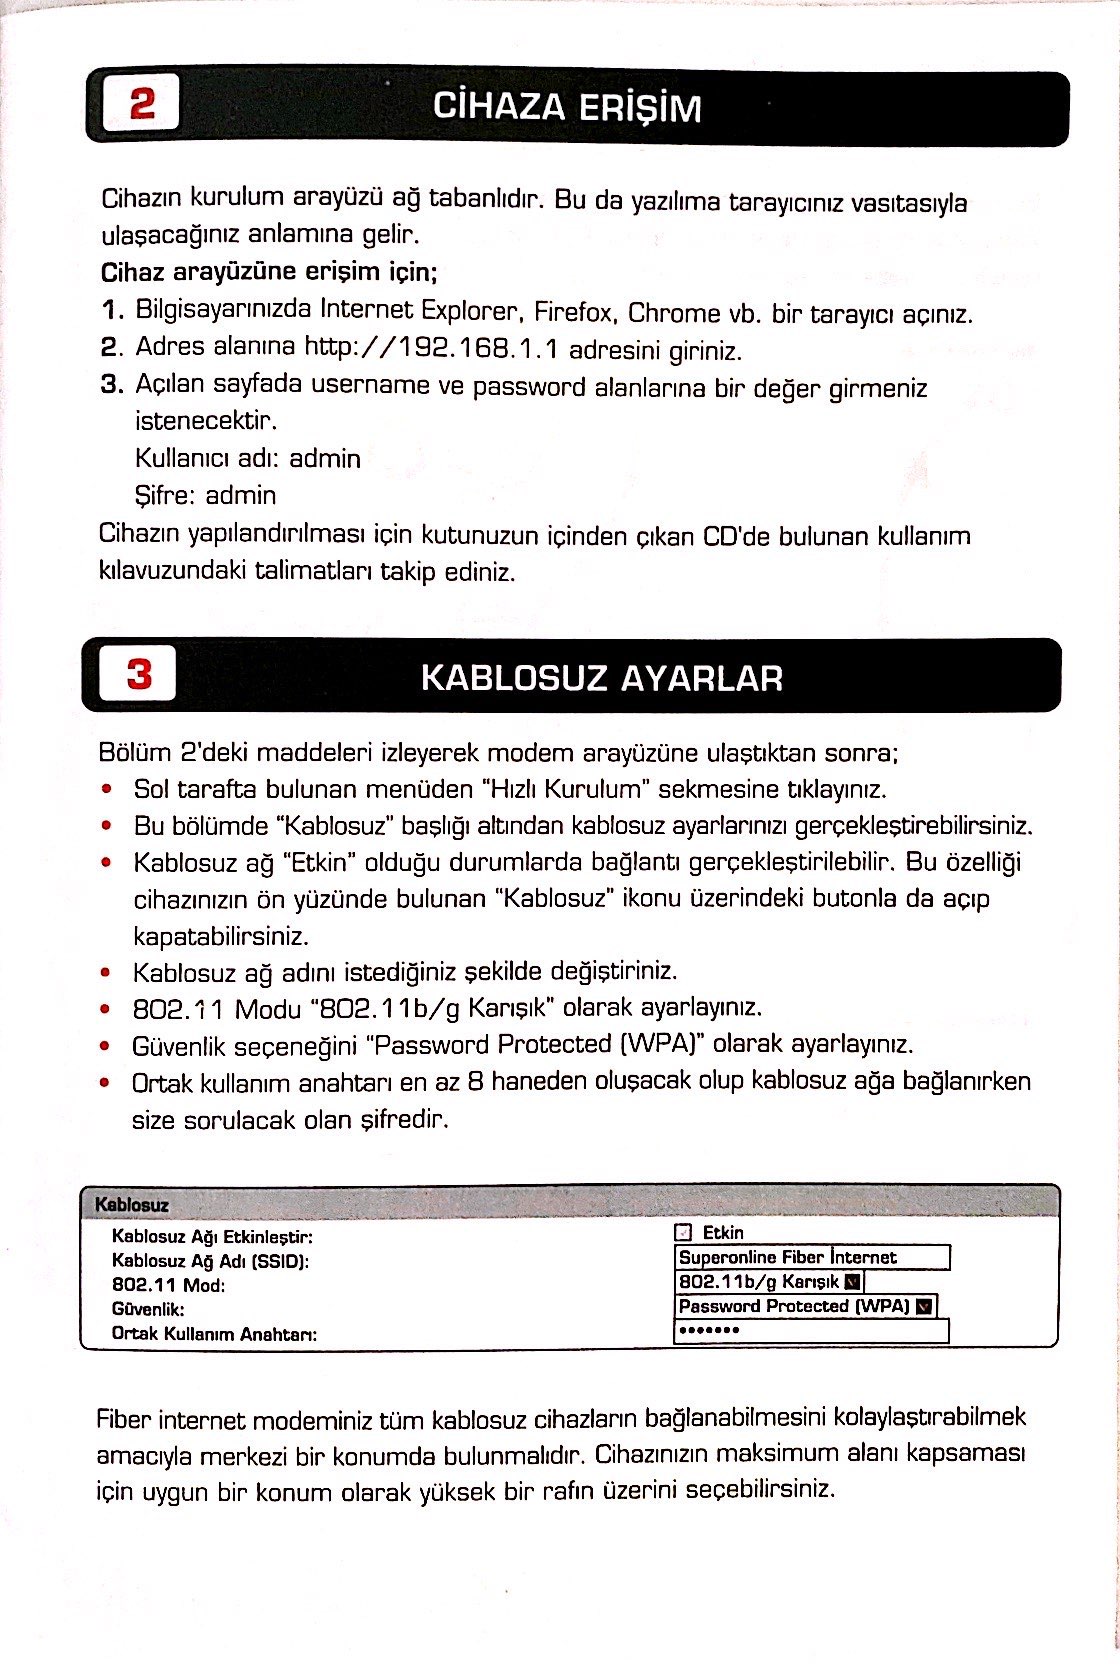 2
CİHAZA ERİŞİM
Cihazın kurulum arayüzü ağ tabanlıdır. Bu da yazılıma tarayıcınız vasıtasıyla
ulaşacağınız anlamına gelir.
Cihaz arayüzüne erişim için;
1. Bilgisayarınızda Internet Explorer, Firefox, Chrome vb. bir tarayıcı açınız.
2. Adres alanına http://192.168.1.1 adresini giriniz.
3. Açılan sayfada username ve password alanlarına bir değer girmeniz
istenecektir.
Kullanıcı adı: admin
Şifre: admin
Cihazın yapılandırılması için kutunuzun içinden çıkan CD'de bulunan kullanım
kılavuzundaki talimatları takip ediniz.
3
KABLOSUZ AYARLAR
Bölüm 2'deki maddeleri izleyerek modem arayüzüne ulaştıktan sonra;
• Sol tarafta bulunan menüden "Hızlı Kurulum" sekmesine tıklayınız.
• Bu bölümde "Kablosuz" başlığı altından kablosuz ayarlarınızı gerçekleştirebilirsiniz.
• Kablosuz ağ "Etkin" olduğu durumlarda bağlantı gerçekleştirilebilir. Bu özelliği
cihazınızın ön yüzünde bulunan "Kablosuz" ikonu üzerindeki butonla da açıp
kapatabilirsiniz.
• Kablosuz ağ adını istediğiniz şekilde değiştiriniz.
• 802.11 Modu "802.11b/g Karışık" olarak ayarlayınız.
• Güvenlik seçeneğini "Password Protected (WPA)" olarak ayarlayınız.
• Ortak kullanım anahtarı en az 8 haneden oluşacak olup kablosuz ağa bağlanırken
size sorulacak olan şifredir.
Kablosuz
Kablosuz Ağı Etkinleştir: Etkin
Kablosuz Ağ Adı (SSID): Superonline Fiber İnternet
802.11 Mod: 802.11b/g Karışık
Güvenlik: Password Protected (WPA)
Ortak Kullanım Anahtarı: •••••••
Fiber internet modeminiz tüm kablosuz cihazların bağlanabilmesini kolaylaştırabilmek
amacıyla merkezi bir konumda bulunmalıdır. Cihazınızın maksimum alanı kapsaması
için uygun bir konum olarak yüksek bir rafın üzerini seçebilirsiniz.